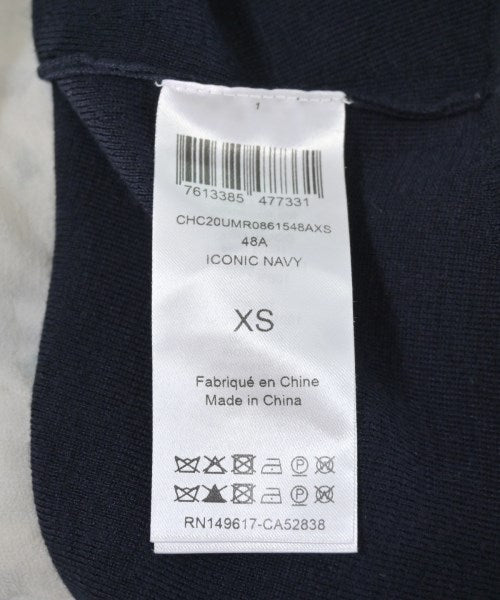 1
7613385 477331
CHC20UMR0861548AXS
48A
ICONIC NAVY
XS
Fabriqué en Chine
Made in China
RN149617-CA52838